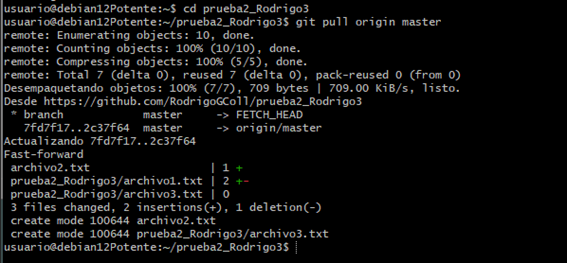 usuario@debian12Potente:~$ cd prueba2_Rodrigo3
usuario@debian12Potente:~/prueba2_Rodrigo3$ git pull origin master
remote: Enumerating objects: 10, done.
remote: Counting objects: 100% (10/10), done.
remote: Compressing objects: 100% (5/5), done.
remote: Total 7 (delta 0), reused 7 (delta 0), pack-reused 0 (from 0)
Desempaquetando objetos: 100% (7/7), 709 bytes | 709.00 KiB/s, listo.
Desde https://github.com/RodrigoGColl/prueba2_Rodrigo3
 * branch            master     -> FETCH_HEAD
   7fd7f17..2c37f64  master     -> origin/master
Actualizando 7fd7f17..2c37f64
Fast-forward
 archivo2.txt                  | 1 +
 prueba2_Rodrigo3/archivo1.txt | 2 +-
 prueba2_Rodrigo3/archivo3.txt | 0
 3 files changed, 2 insertions(+), 1 deletion(-)
 create mode 100644 archivo2.txt
 create mode 100644 prueba2_Rodrigo3/archivo3.txt
usuario@debian12Potente:~/prueba2_Rodrigo3$